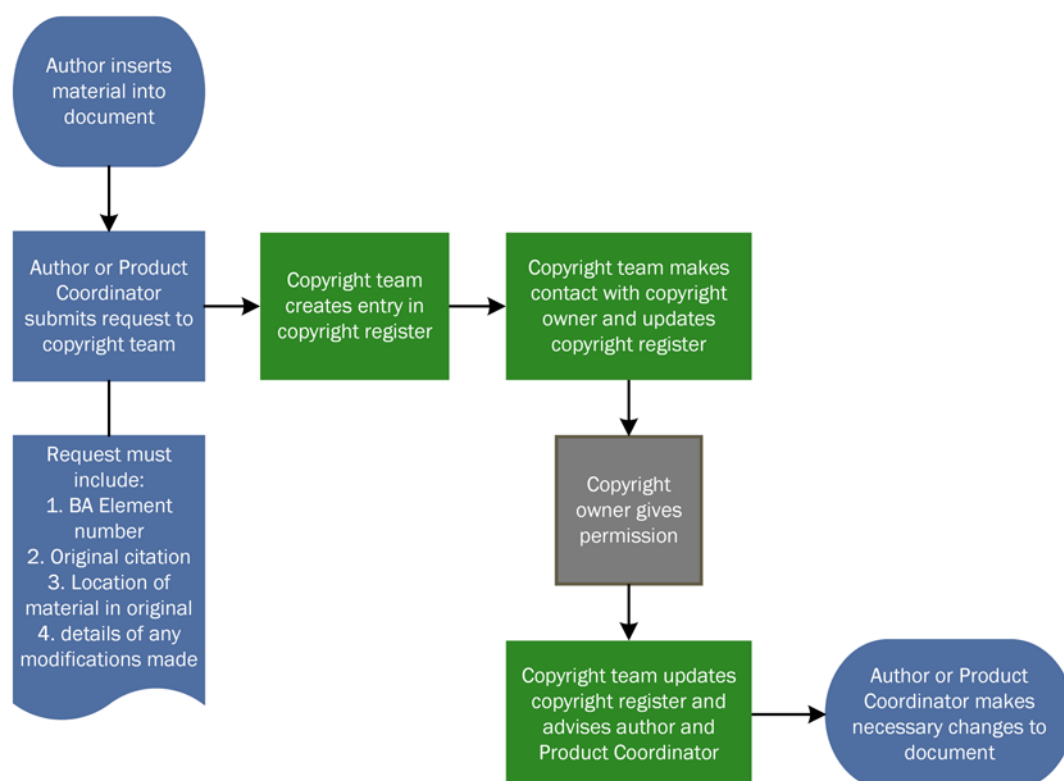 Author inserts
material into
document
Author or Product
Coordinator
submits request to
copyright team
Copyright team
creates entry in
copyright register
Copyright team makes
contact with copyright
owner and updates
copyright register
Request must
include:
1. BA Element
number
2. Original citation
3. Location of
material in original
4. details of any
modifications made
Copyright
owner gives
permission
Copyright team updates
copyright register and
advises author and
Product Coordinator
Author or Product
Coordinator makes
necessary changes to
document